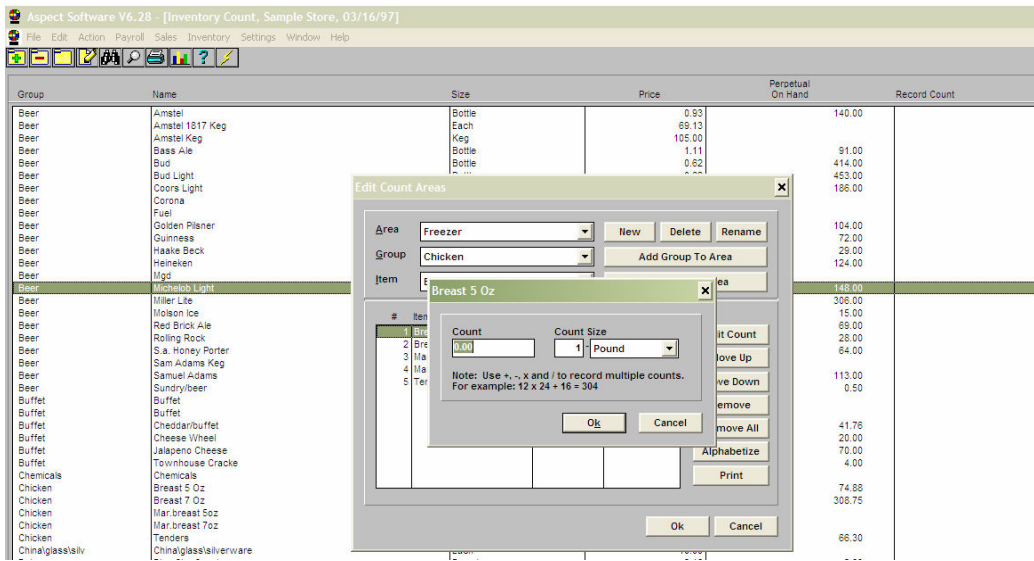 Aspect Software V6.28 - [Inventory Count, Sample Store, 03/16/97]
File Edit Action Payroll Sales Inventory Settings Window Help
Perpetual
Group Name Size Price On Hand Record Count
Beer Amstel Bottle 0.93 140.00
Beer Amstel 1817 Keg Each 69.13
Beer Amstel Keg Keg 105.00
Beer Bass Ale Bottle 1.11 91.00
Beer Bud Bottle 0.62 414.00
Beer Bud Light 453.00
Beer Coors Light 186.00
Beer Corona
Beer Fuel
Beer Golden Pilsner 104.00
Beer Guinness 72.00
Beer Haake Beck 29.00
Beer Heineken 124.00
Beer Mgd
Beer Michelob Light 148.00
Beer Miller Lite 306.00
Beer Molson Ice 15.00
Beer Red Brick Ale 69.00
Beer Rolling Rock 28.00
Beer S.a. Honey Porter 64.00
Beer Sam Adams Keg
Beer Samuel Adams 113.00
Beer Sundry/beer 0.50
Buffet Buffet
Buffet Buffet
Buffet Cheddar/buffet 41.76
Buffet Cheese Wheel 20.00
Buffet Jalapeno Cheese 70.00
Buffet Townhouse Cracke 4.00
Chemicals Chemicals
Chicken Breast 5 Oz 74.88
Chicken Breast 7 Oz 308.75
Chicken Mar.breast 5oz
Chicken Mar.breast 7oz
Chicken Tenders 66.30
China\glass\silv China\glass\silverware
Edit Count Areas
Area Freezer New Delete Rename
Group Chicken Add Group To Area
Item
#
1
2 Bre
3 Ma
4 Ma
5 Ter
Alphabetize
Print
Ok Cancel
Breast 5 Oz
Count Count Size
0.00 1 - Pound
Note: Use +, -, x and / to record multiple counts.
For example: 12 x 24 + 16 = 304
Ok Cancel